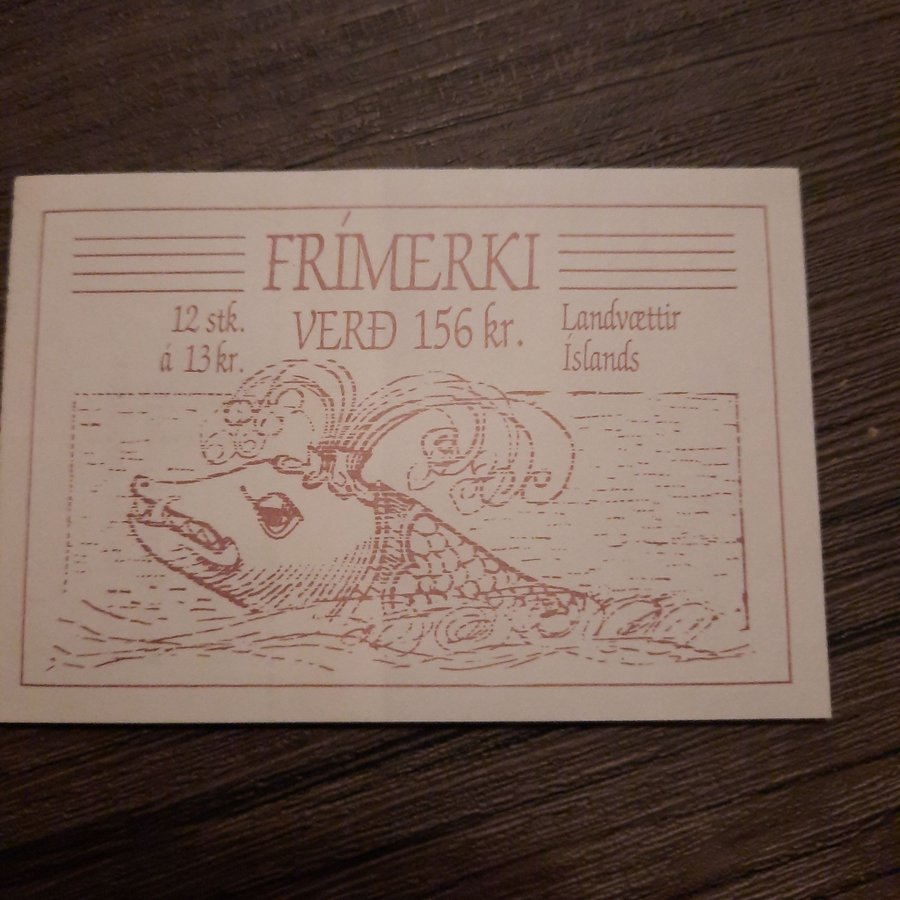 FRÍMERKI
12 stk.
á 13 kr.
VERÐ 156 kr.
Landvættir
Íslands